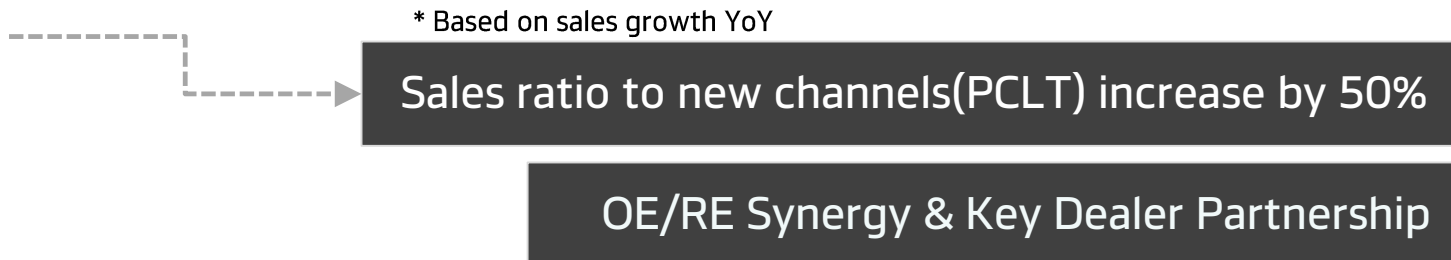 * Based on sales growth YoY
Sales ratio to new channels(PCLT) increase by 50%
OE/RE Synergy & Key Dealer Partnership